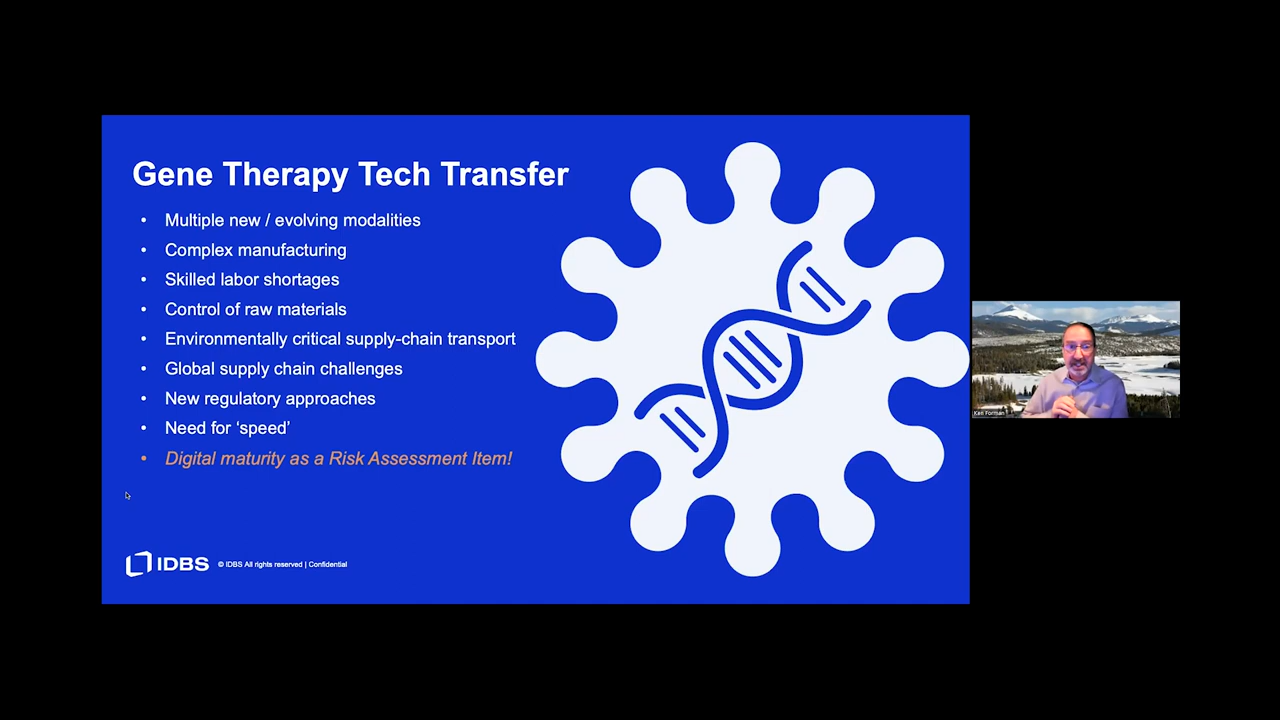 Gene Therapy Tech Transfer
• Multiple new / evolving modalities
• Complex manufacturing
• Skilled labor shortages
• Control of raw materials
• Environmentally critical supply-chain transport
• Global supply chain challenges
• New regulatory approaches
• Need for ‘speed’
• Digital maturity as a Risk Assessment Item!
IDBS © IDBS All rights reserved | Confidential
Ken Forman